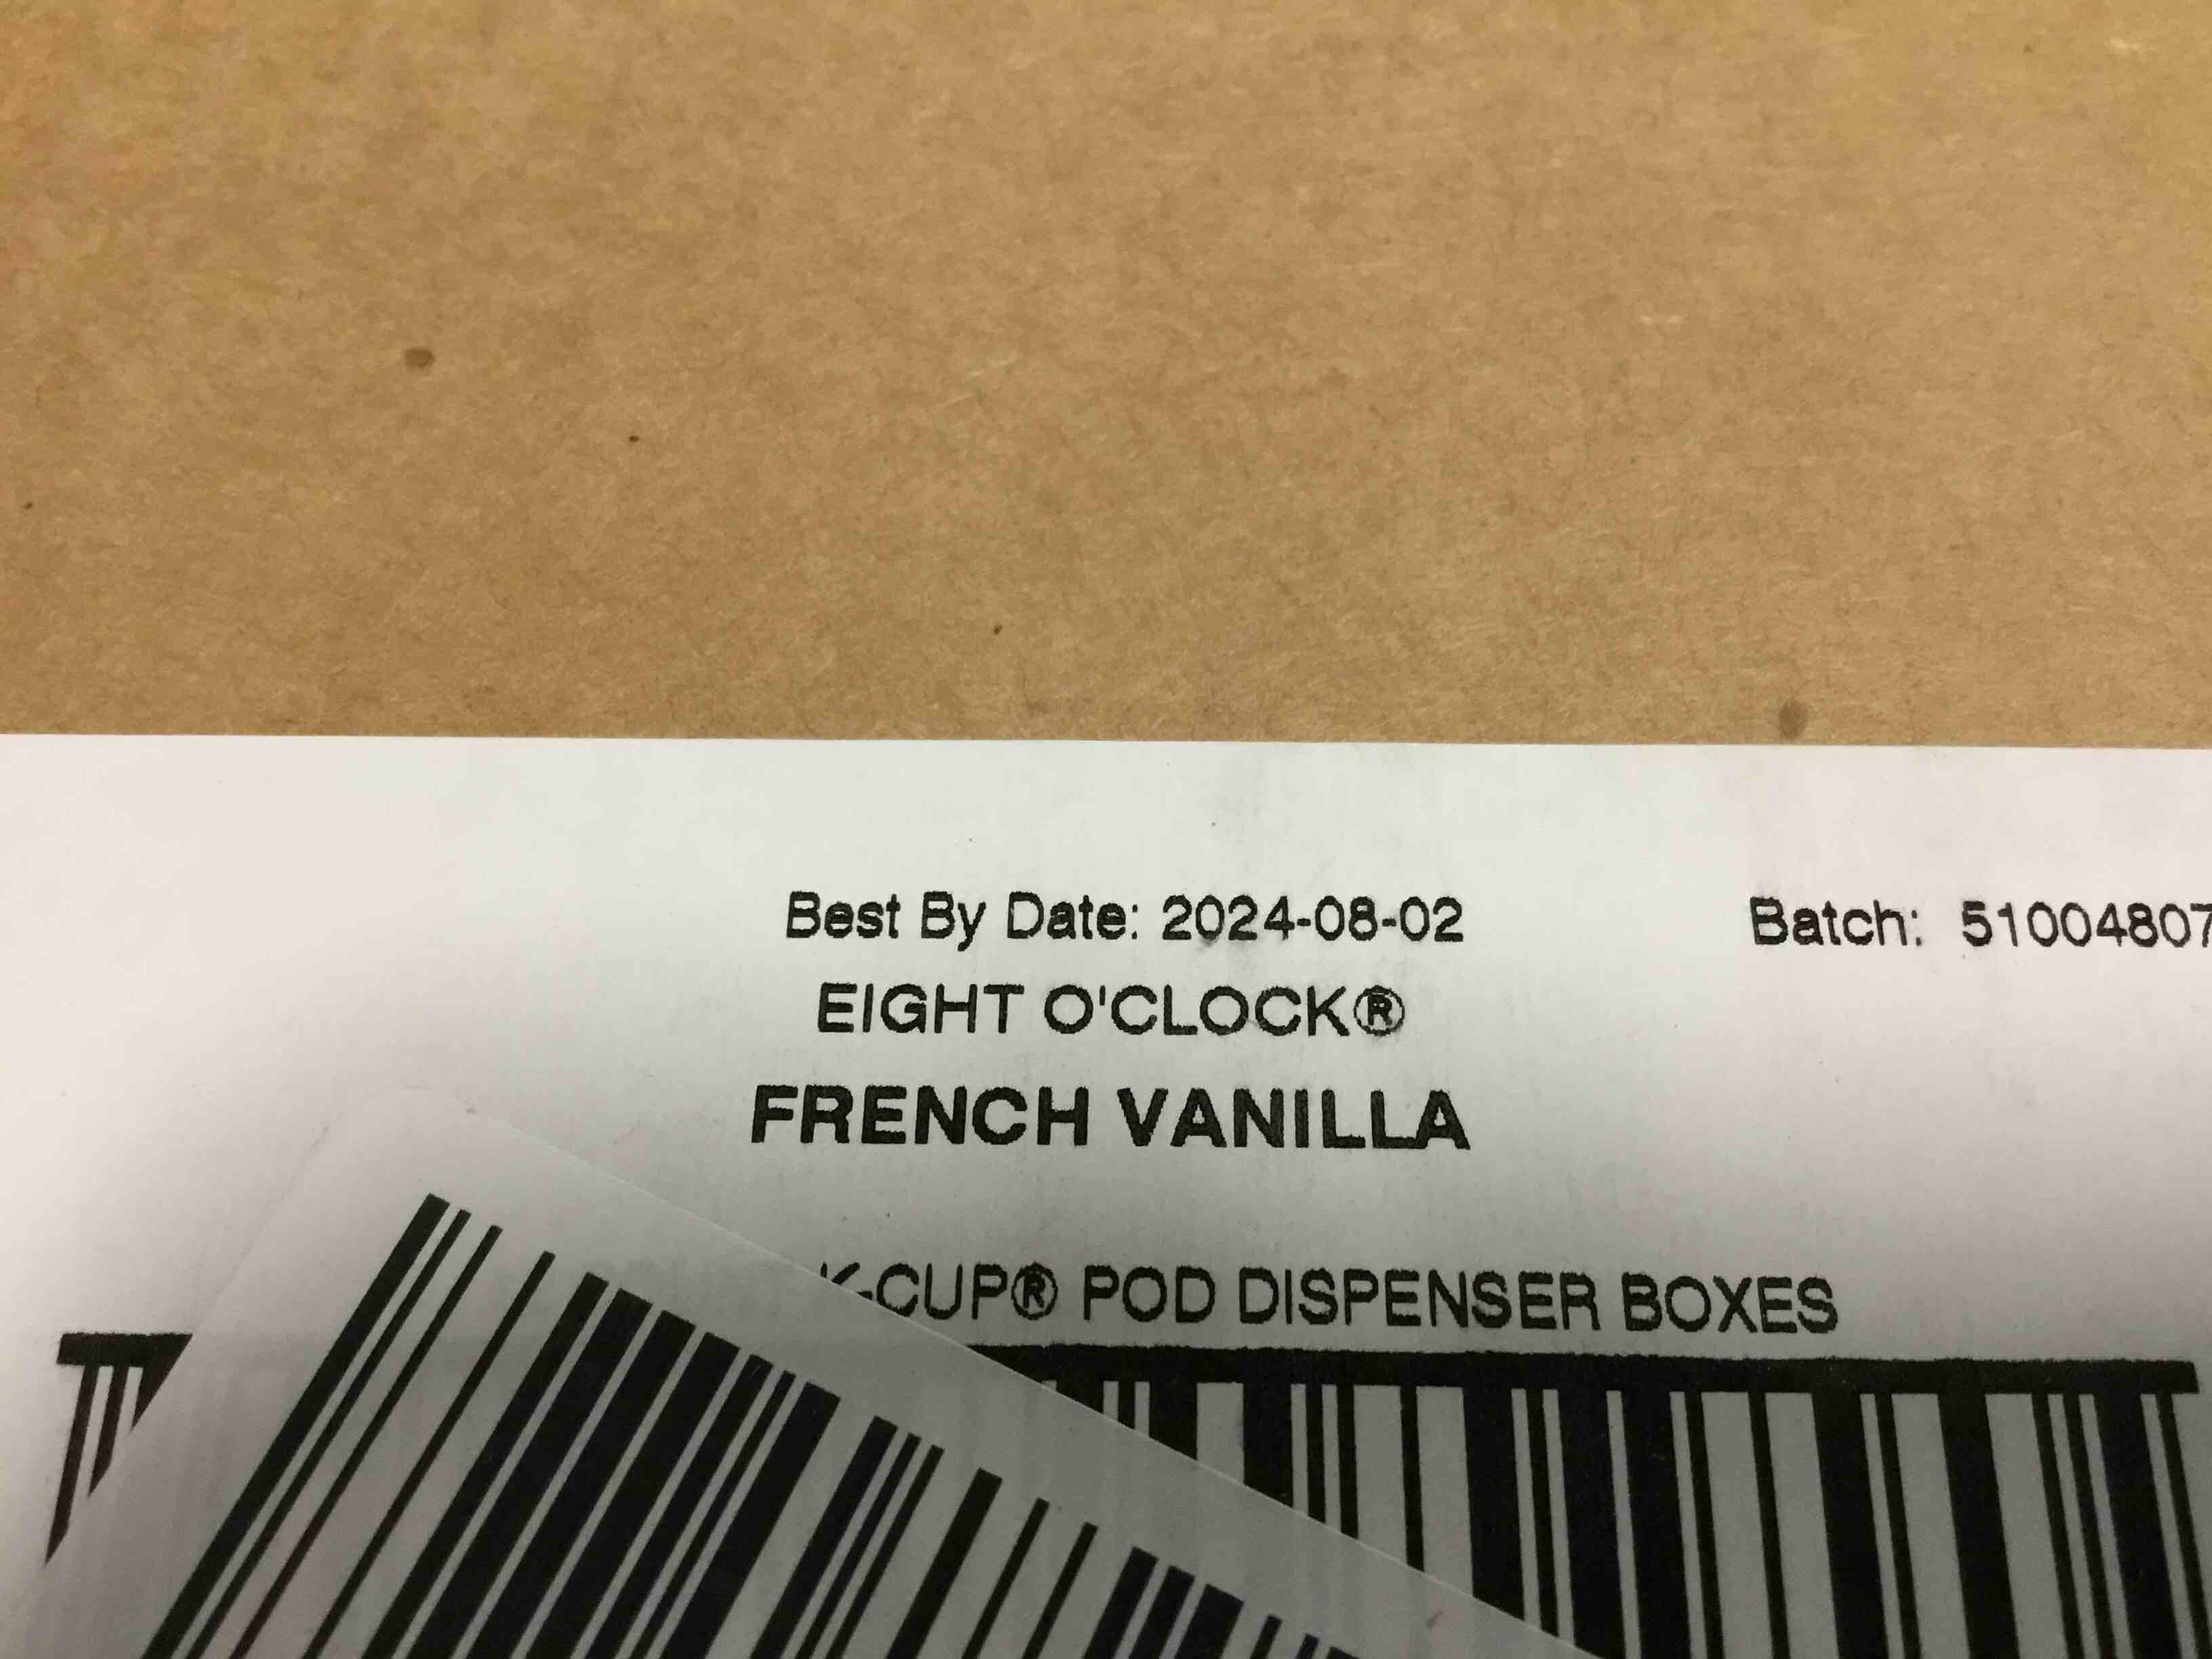 Best By Date: 2024-08-02 Batch: 51004807
EIGHT O'CLOCK®
FRENCH VANILLA
K-CUP® POD DISPENSER BOXES